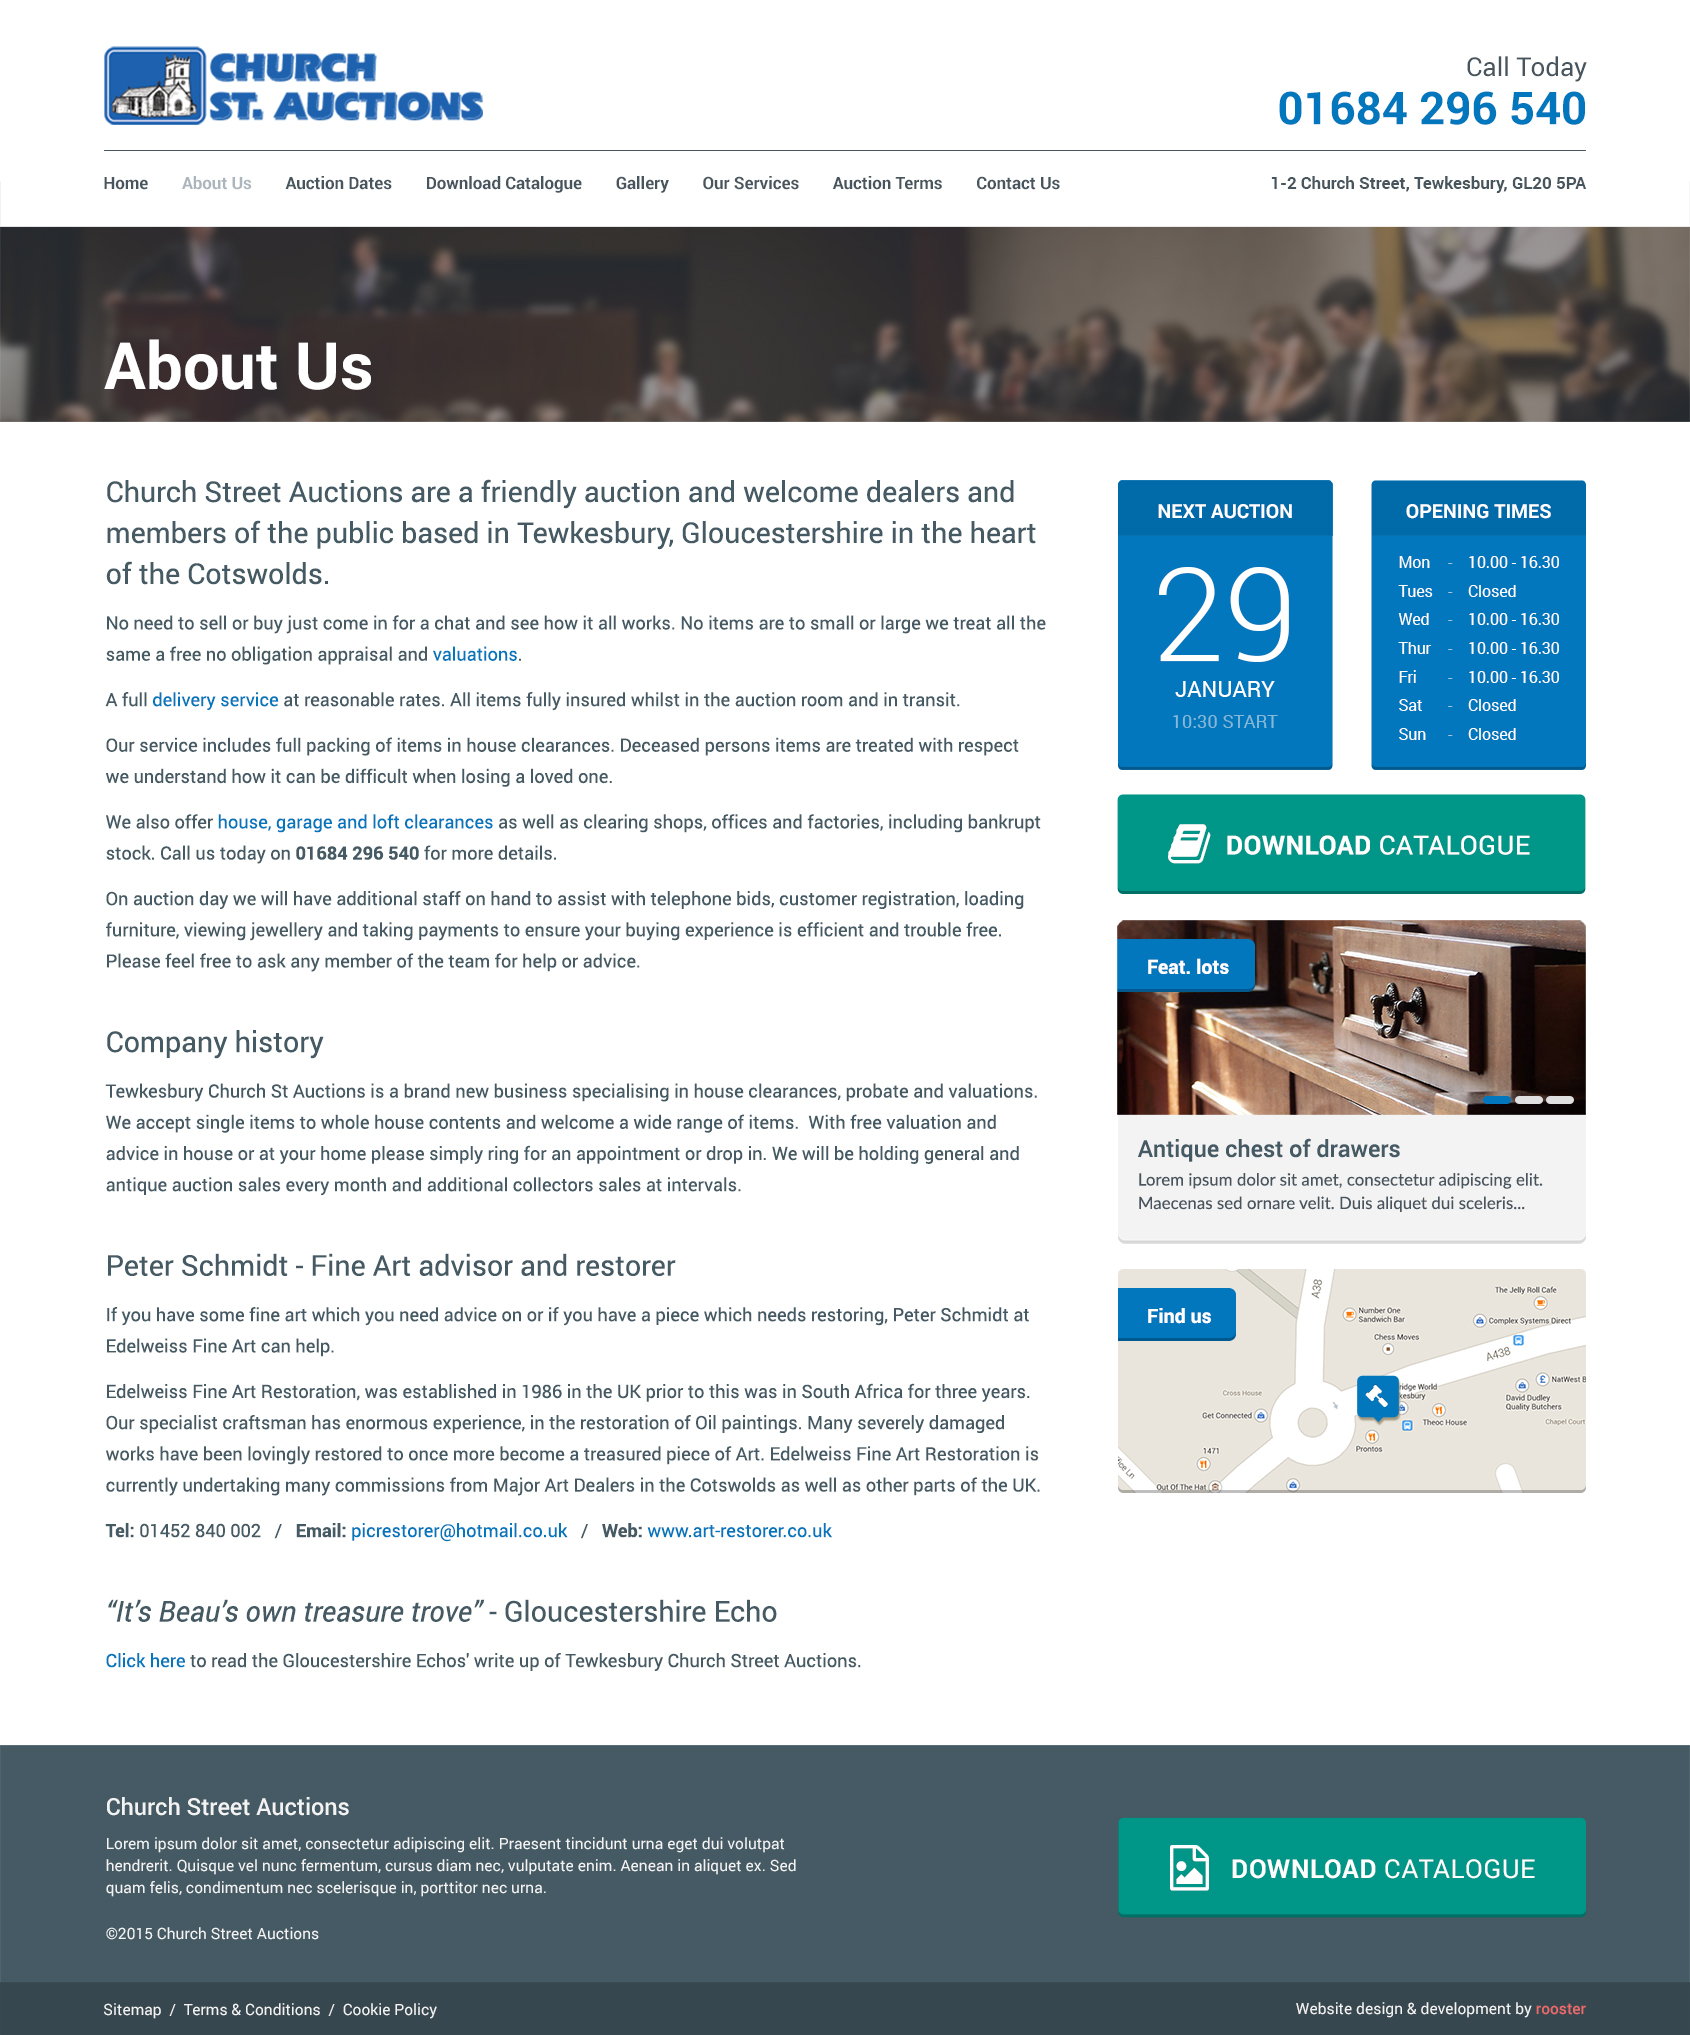 CHURCH
ST. AUCTIONS
Call Today
01684 296 540
Home About Us Auction Dates Download Catalogue Gallery Our Services Auction Terms Contact Us 1-2 Church Street, Tewkesbury, GL20 5PA
About Us
Church Street Auctions are a friendly auction and welcome dealers and
members of the public based in Tewkesbury, Gloucestershire in the heart
of the Cotswolds.
No need to sell or buy just come in for a chat and see how it all works. No items are to small or large we treat all the
same a free no obligation appraisal and valuations.
A full delivery service at reasonable rates. All items fully insured whilst in the auction room and in transit.
Our service includes full packing of items in house clearances. Deceased persons items are treated with respect
we understand how it can be difficult when losing a loved one.
We also offer house, garage and loft clearances as well as clearing shops, offices and factories, including bankrupt
stock. Call us today on 01684 296 540 for more details.
On auction day we will have additional staff on hand to assist with telephone bids, customer registration, loading
furniture, viewing jewellery and taking payments to ensure your buying experience is efficient and trouble free.
Please feel free to ask any member of the team for help or advice.
Company history
Tewkesbury Church St Auctions is a brand new business specialising in house clearances, probate and valuations.
We accept single items to whole house contents and welcome a wide range of items.  With free valuation and
advice in house or at your home please simply ring for an appointment or drop in. We will be holding general and
antique auction sales every month and additional collectors sales at intervals.
Peter Schmidt - Fine Art advisor and restorer
If you have some fine art which you need advice on or if you have a piece which needs restoring, Peter Schmidt at
Edelweiss Fine Art can help.
Edelweiss Fine Art Restoration, was established in 1986 in the UK prior to this was in South Africa for three years.
Our specialist craftsman has enormous experience, in the restoration of Oil paintings. Many severely damaged
works have been lovingly restored to once more become a treasured piece of Art. Edelweiss Fine Art Restoration is
currently undertaking many commissions from Major Art Dealers in the Cotswolds as well as other parts of the UK.
Tel: 01452 840 002 / Email: picrestorer@hotmail.co.uk / Web: www.art-restorer.co.uk
“It’s Beau’s own treasure trove” - Gloucestershire Echo
Click here to read the Gloucestershire Echos' write up of Tewkesbury Church Street Auctions.
NEXT AUCTION
29
JANUARY
10:30 START
OPENING TIMES
Mon - 10.00 - 16.30
Tues - Closed
Wed - 10.00 - 16.30
Thur - 10.00 - 16.30
Fri - 10.00 - 16.30
Sat - Closed
Sun - Closed
DOWNLOAD CATALOGUE
Feat. lots
Antique chest of drawers
Lorem ipsum dolor sit amet, consectetur adipiscing elit.
Maecenas sed ornare velit. Duis aliquet dui sceleris...
Find us
A38
The Jelly Roll Cafe
Number One
Sandwich Bar
Complex Systems Direct
Chess Moves
A438
NatWest B
ridge World
kesbury
Cross House
David Dudley
Quality Butchers
Get Connected
Theoc House
Chapel Court
Prontos
1471
fice Ln
Out Of The Hat
Church Street Auctions
Lorem ipsum dolor sit amet, consectetur adipiscing elit. Praesent tincidunt urna eget dui volutpat
hendrerit. Quisque vel nunc fermentum, cursus diam nec, vulputate enim. Aenean in aliquet ex. Sed
quam felis, condimentum nec scelerisque in, porttitor nec urna.
©2015 Church Street Auctions
DOWNLOAD CATALOGUE
Sitemap / Terms & Conditions / Cookie Policy
Website design & development by rooster